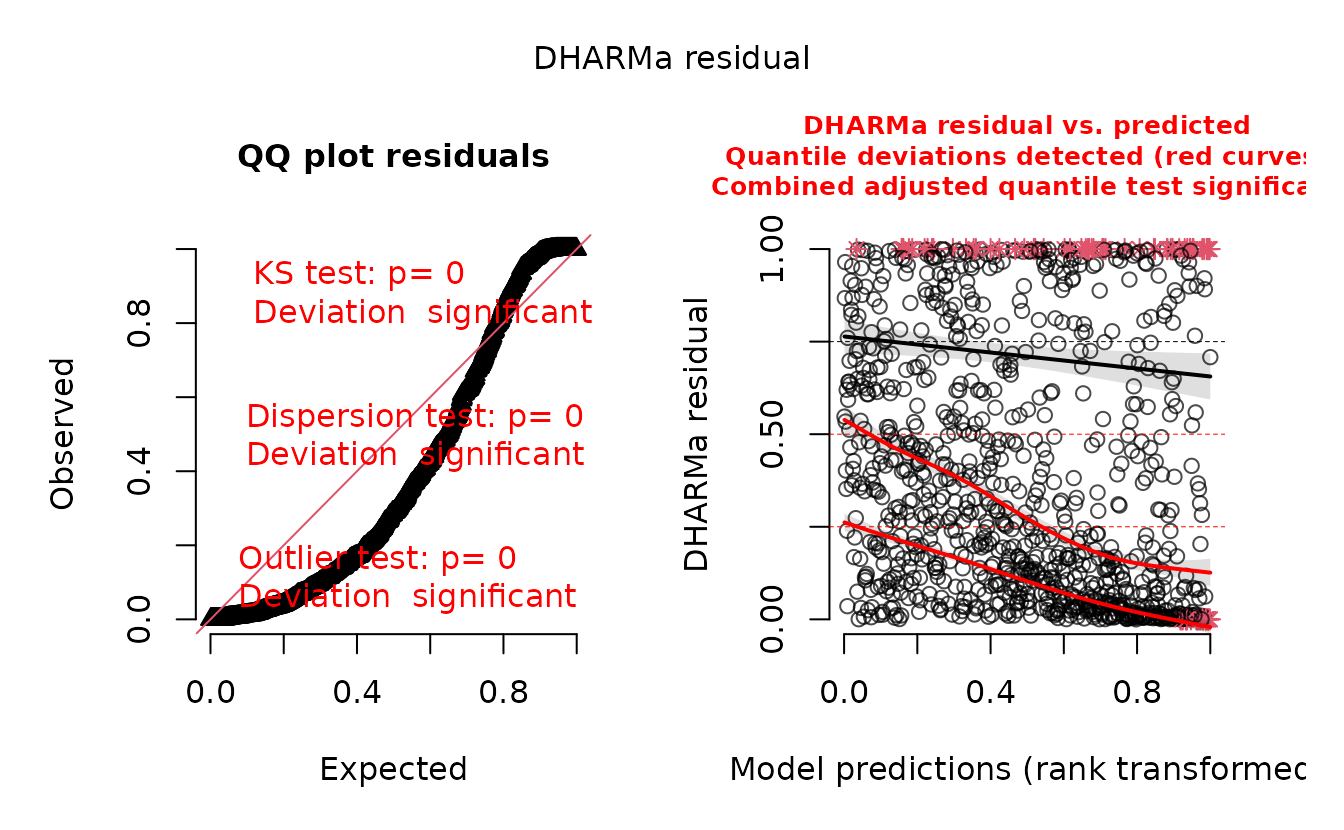 DHARMa residual
QQ plot residuals
KS test: p= 0
Deviation  significant
Dispersion test: p= 0
Deviation  significant
Outlier test: p= 0
Deviation  significant
Observed
0.0
0.4
0.8
0.0
0.4
0.8
Expected
DHARMa residual vs. predicted
Quantile deviations detected (red curves
Combined adjusted quantile test significa
DHARMa residual
0.00
0.50
1.00
0.0
0.4
0.8
Model predictions (rank transformed